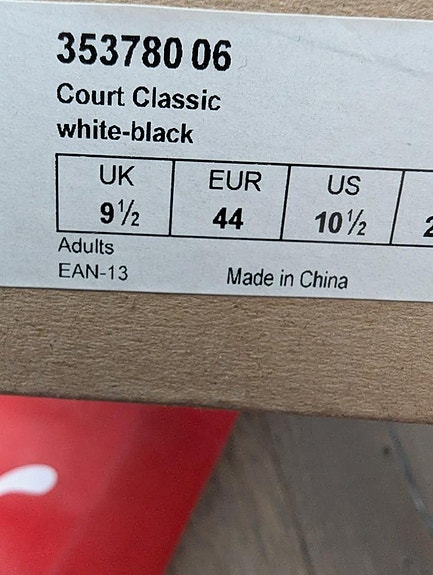 353780 06
Court Classic
white-black
UK EUR US
9½ 44 10½ 2
Adults
EAN-13 Made in China